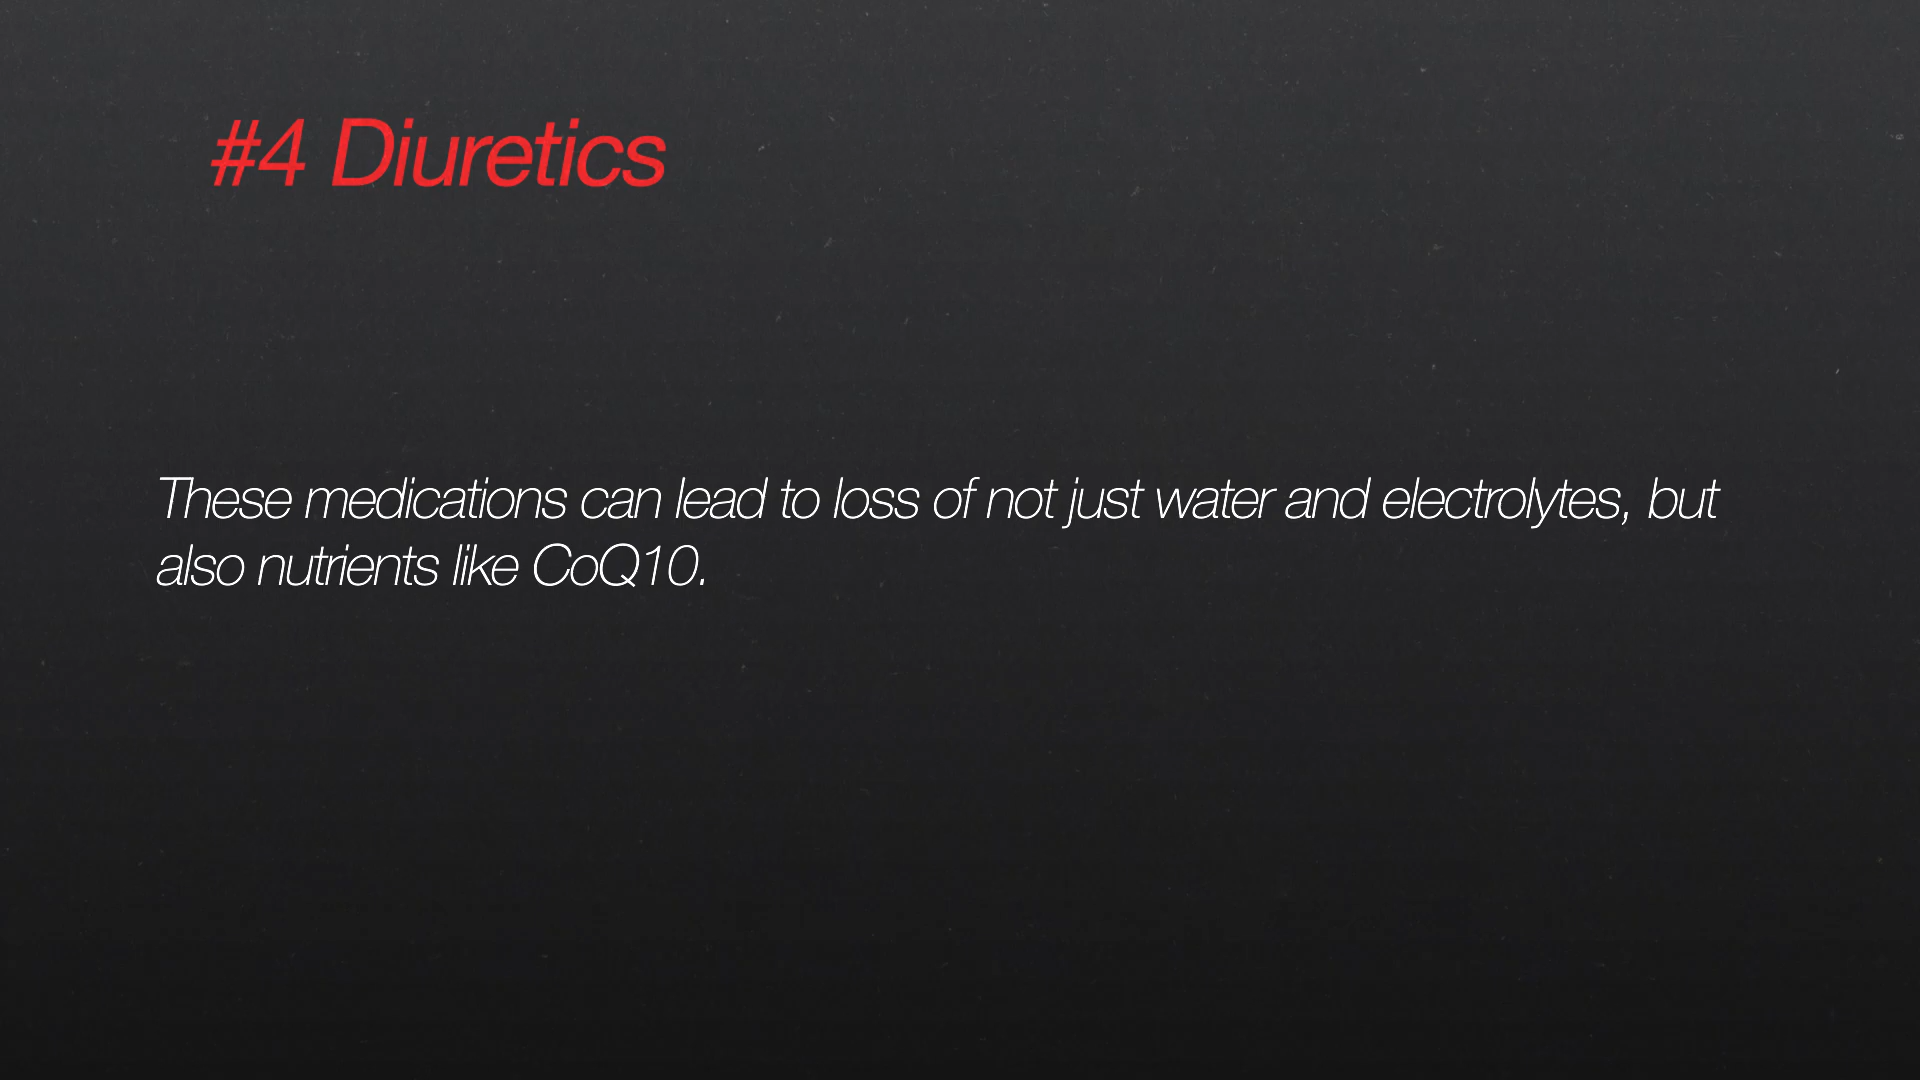 #4 Diuretics
These medications can lead to loss of not just water and electrolytes, but
also nutrients like CoQ10.